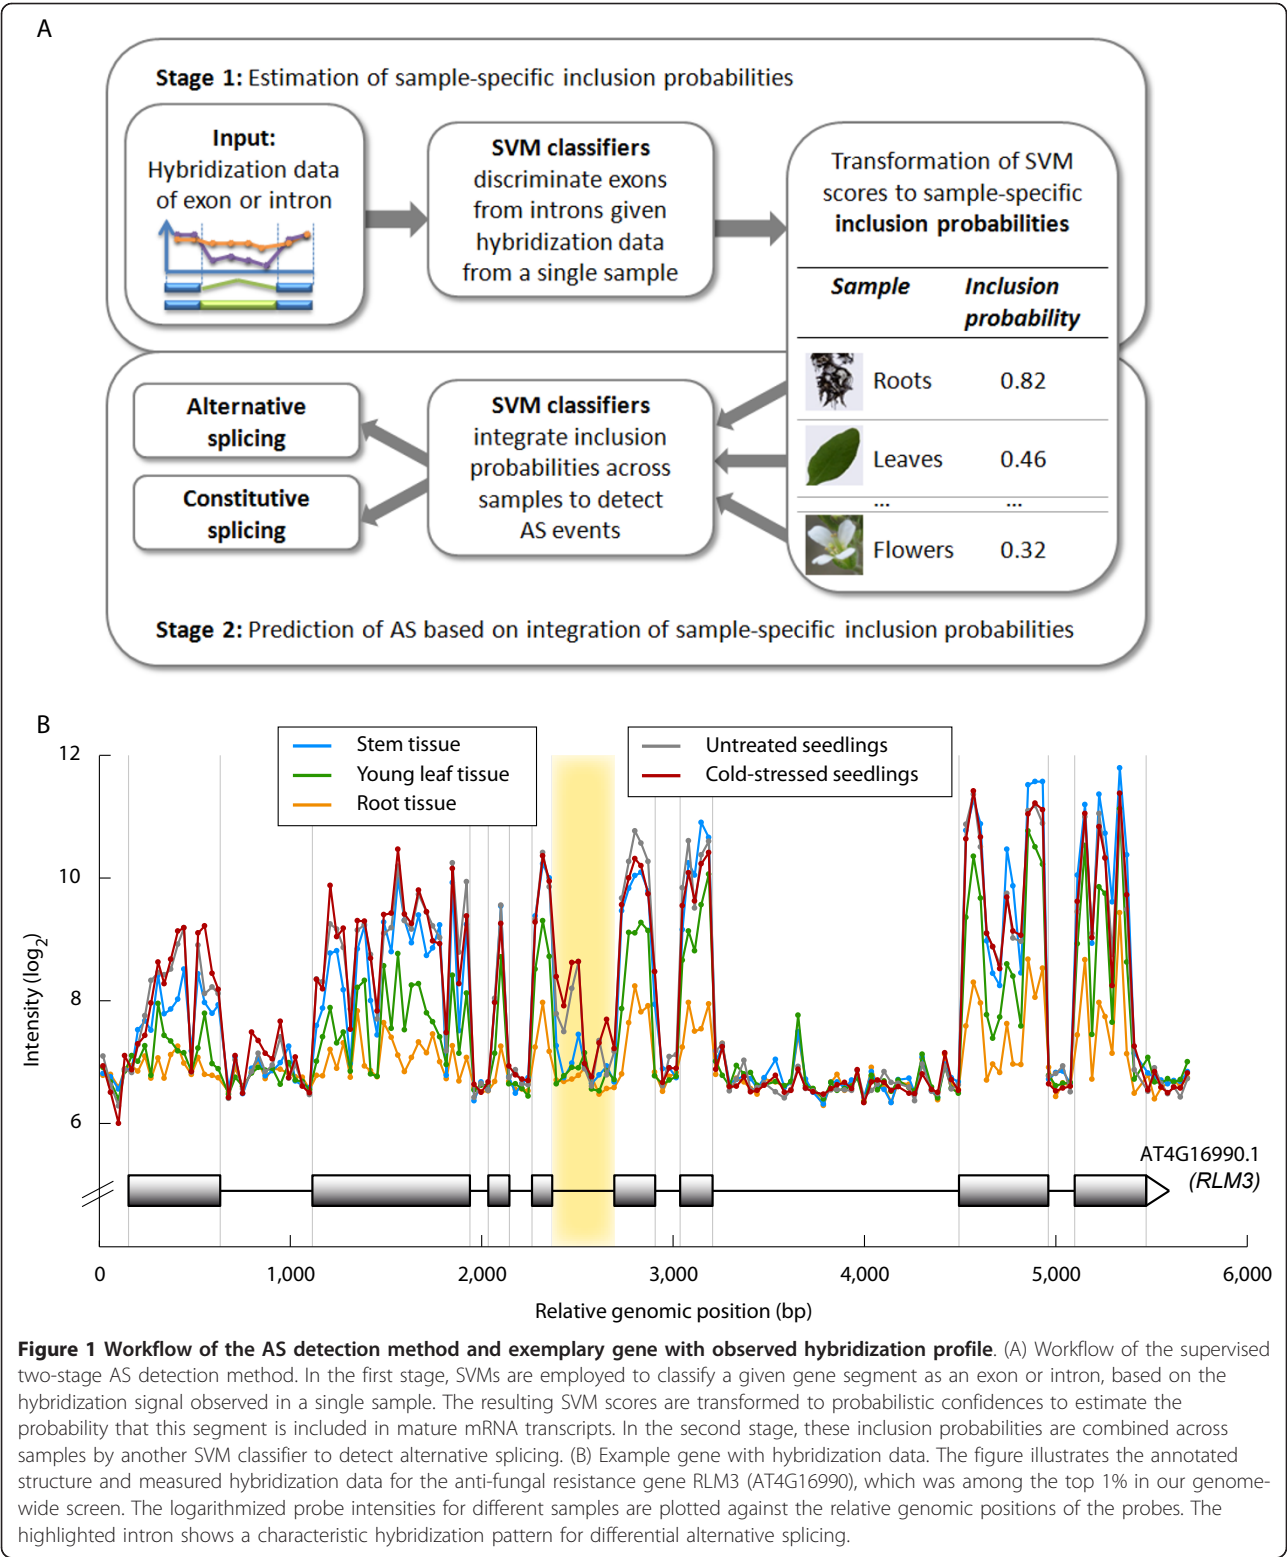 A
Stage 1: Estimation of sample-specific inclusion probabilities
Input:
Hybridization data
of exon or intron
SVM classifiers
discriminate exons
from introns given
hybridization data
from a single sample
Transformation of SVM
scores to sample-specific
inclusion probabilities
Sample Inclusion
probability
Roots 0.82
Leaves 0.46
... ...
Flowers 0.32
SVM classifiers
integrate inclusion
probabilities across
samples to detect
AS events
Alternative
splicing
Constitutive
splicing
Stage 2: Prediction of AS based on integration of sample-specific inclusion probabilities
B
Stem tissue
Young leaf tissue
Root tissue
Untreated seedlings
Cold-stressed seedlings
12
10
8
6
Intensity (log2)
AT4G16990.1
(RLM3)
0 1,000 2,000 3,000 4,000 5,000 6,000
Relative genomic position (bp)
Figure 1 Workflow of the AS detection method and exemplary gene with observed hybridization profile. (A) Workflow of the supervised
two-stage AS detection method. In the first stage, SVMs are employed to classify a given gene segment as an exon or intron, based on the
hybridization signal observed in a single sample. The resulting SVM scores are transformed to probabilistic confidences to estimate the
probability that this segment is included in mature mRNA transcripts. In the second stage, these inclusion probabilities are combined across
samples by another SVM classifier to detect alternative splicing. (B) Example gene with hybridization data. The figure illustrates the annotated
structure and measured hybridization data for the anti-fungal resistance gene RLM3 (AT4G16990), which was among the top 1% in our genome-
wide screen. The logarithmized probe intensities for different samples are plotted against the relative genomic positions of the probes. The
highlighted intron shows a characteristic hybridization pattern for differential alternative splicing.